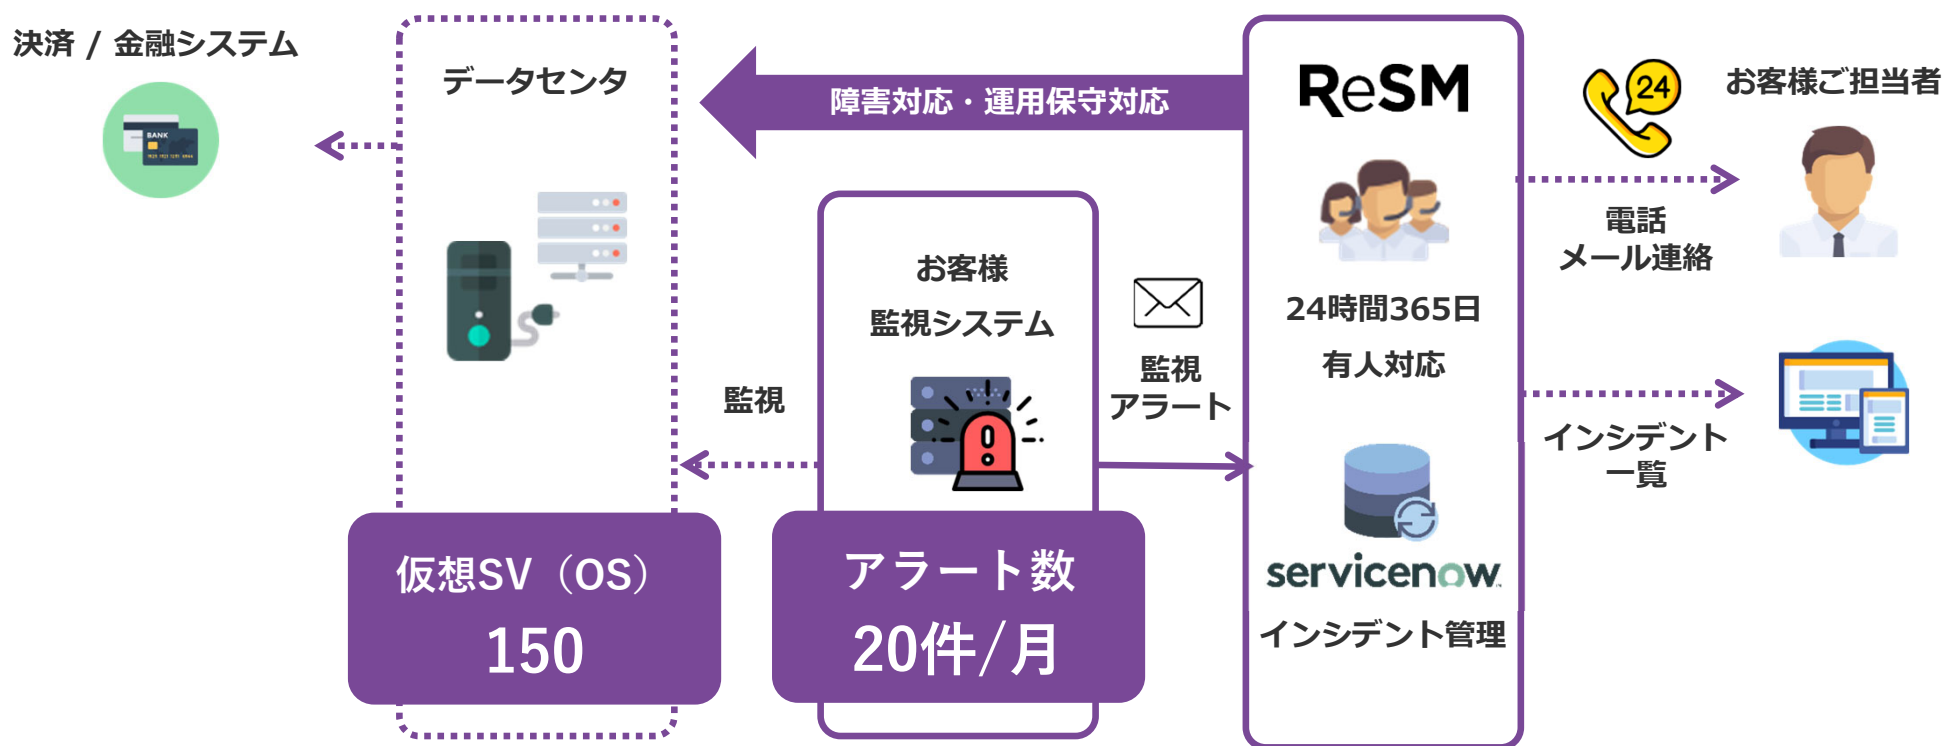 決済 / 金融システム
データセンタ
障害対応・運用保守対応
ReSM
24
お客様ご担当者
BANK
電話
メール連絡
お客様
監視システム
24時間365日
有人対応
監視
監視
アラート
インシデント
一覧
仮想SV（OS）
150
アラート数
20件/月
servicenow
インシデント管理